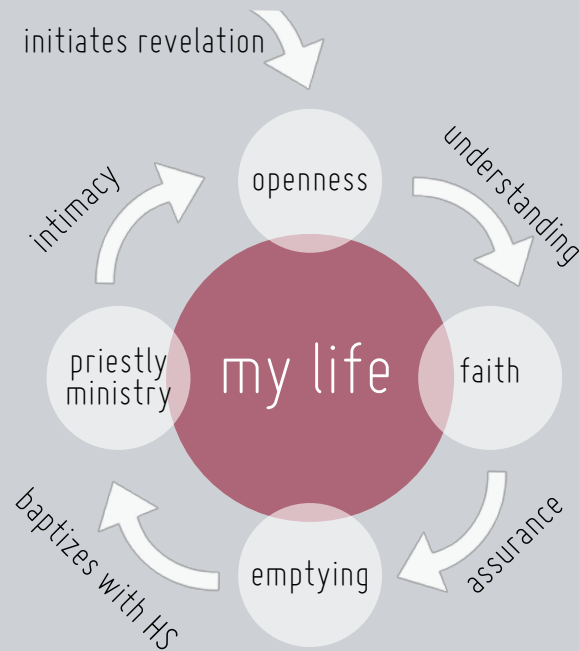 initiates revelation
openness
understanding
intimacy
priestly
ministry
my life
faith
baptizes with HS
emptying
assurance